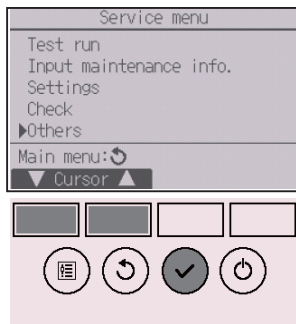 Service menu
Test run
Input maintenance info.
Settings
Check
▶Others
Main menu:↺
▼ Cursor ▲